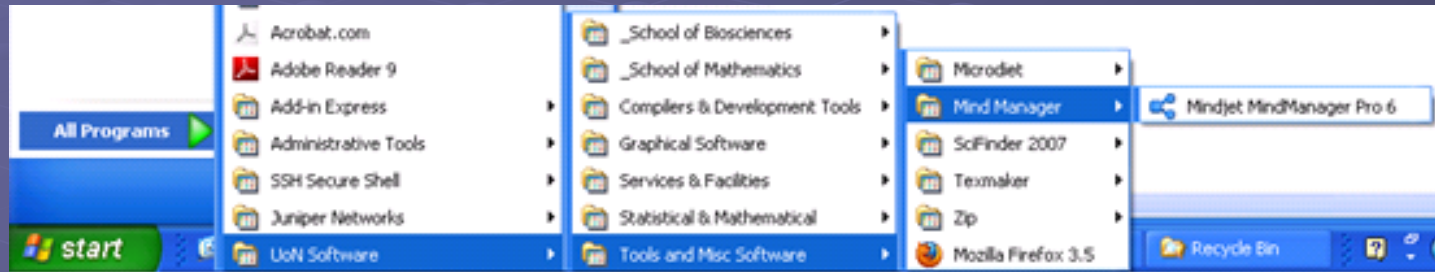 All Programs
start
Acrobat.com
Adobe Reader 9
Add-in Express
Administrative Tools
SSH Secure Shell
Juniper Networks
UoN Software
_School of Biosciences
_School of Mathematics
Compilers & Development Tools
Graphical Software
Services & Facilities
Statistical & Mathematical
Tools and Misc Software
Microdiet
Mind Manager
SciFinder 2007
Texmaker
Zip
Mozilla Firefox 3.5
Mindjet MindManager Pro 6
Recycle Bin